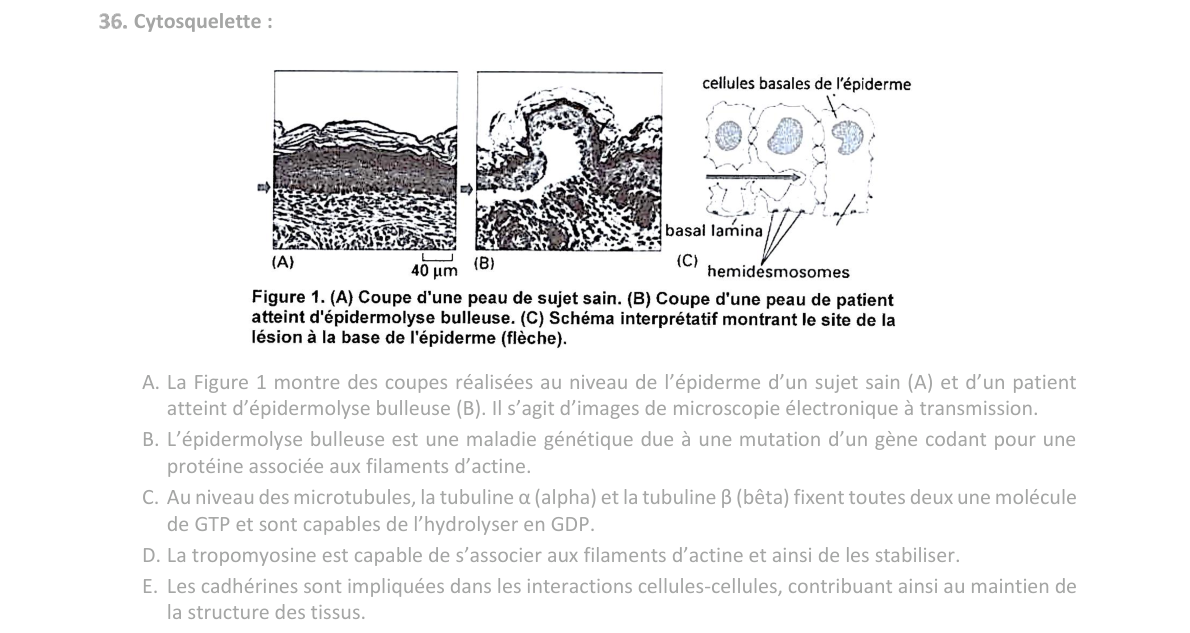 36. Cytosquelette :
cellules basales de l'épiderme
basal lamina
(A)
40 µm
(B)
(C)
hemidesmosomes
Figure 1. (A) Coupe d'une peau de sujet sain. (B) Coupe d'une peau de patient
atteint d'épidermolyse bulleuse. (C) Schéma interprétatif montrant le site de la
lésion à la base de l'épiderme (flèche).
A. La Figure 1 montre des coupes réalisées au niveau de l'épiderme d'un sujet sain (A) et d'un patient
atteint d'épidermolyse bulleuse (B). Il s'agit d'images de microscopie électronique à transmission.
B. L'épidermolyse bulleuse est une maladie génétique due à une mutation d'un gène codant pour une
protéine associée aux filaments d'actine.
C. Au niveau des microtubules, la tubuline α (alpha) et la tubuline β (bêta) fixent toutes deux une molécule
de GTP et sont capables de l'hydrolyser en GDP.
D. La tropomyosine est capable de s'associer aux filaments d'actine et ainsi de les stabiliser.
E. Les cadhérines sont impliquées dans les interactions cellules-cellules, contribuant ainsi au maintien de
la structure des tissus.